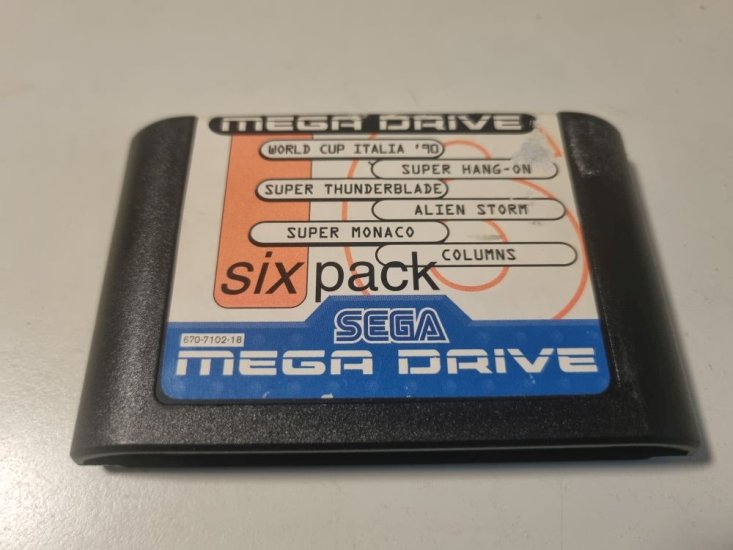 MEGA DRIVE
WORLD CUP ITALIA '90
SUPER HANG-ON
SUPER THUNDERBLADE
ALIEN STORM
SUPER MONACO
COLUMNS
six pack
SEGA
670-7102-18
MEGA DRIVE